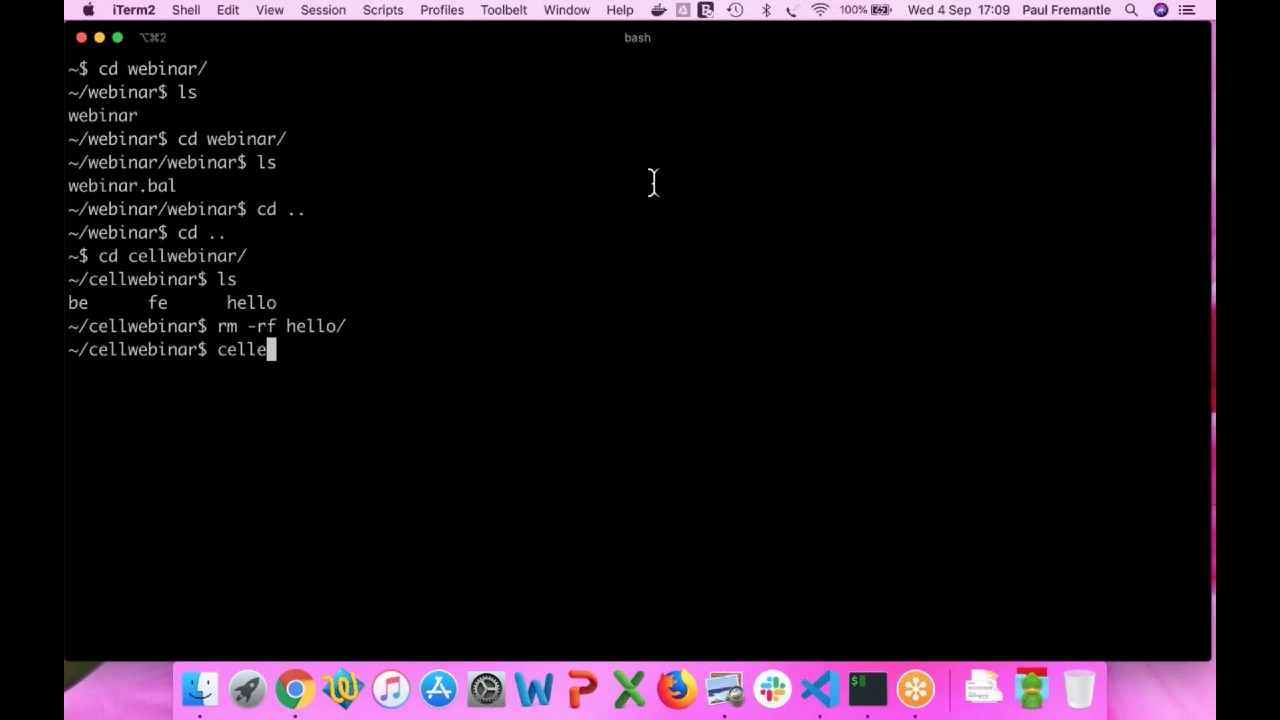 iTerm2 Shell Edit View Session Scripts Profiles Toolbelt Window Help 100% Wed 4 Sep 17:09 Paul Fremantle
⌥⌘2 bash
~$ cd webinar/
~/webinar$ ls
webinar
~/webinar$ cd webinar/
~/webinar/webinar$ ls
webinar.bal
~/webinar/webinar$ cd ..
~/webinar$ cd ..
~$ cd cellwebinar/
~/cellwebinar$ ls
be fe hello
~/cellwebinar$ rm -rf hello/
~/cellwebinar$ celle